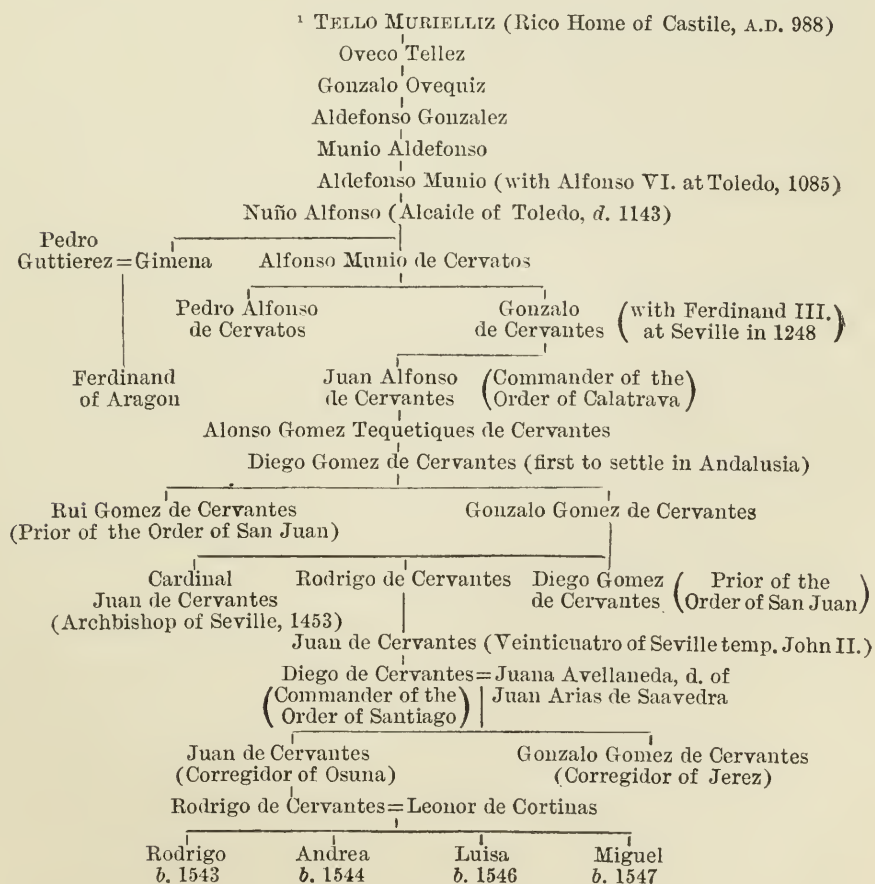 ¹ TELLO MURIELLIZ (Rico Home of Castile, A.D. 988)
Oveco Tellez
Gonzalo Ovequiz
Aldefonso Gonzalez
Munio Aldefonso
Aldefonso Munio (with Alfonso VI. at Toledo, 1085)
Nuño Alfonso (Alcaide of Toledo, d. 1143)
Pedro
Guttierez=Gimena Alfonso Munio de Cervatos
Pedro Alfonso Gonzalo (with Ferdinand III.
de Cervatos de Cervantes at Seville in 1248)
Ferdinand Juan Alfonso (Commander of the
of Aragon de Cervantes Order of Calatrava)
Alonso Gomez Tequetiques de Cervantes
Diego Gomez de Cervantes (first to settle in Andalusia)
Rui Gomez de Cervantes Gonzalo Gomez de Cervantes
(Prior of the Order of San Juan)
Cardinal Rodrigo de Cervantes Diego Gomez (Prior of the
Juan de Cervantes de Cervantes Order of San Juan)
(Archbishop of Seville, 1453)
Juan de Cervantes (Veinticuatro of Seville temp. John II.)
Diego de Cervantes=Juana Avellaneda, d. of
(Commander of the Juan Arias de Saavedra
Order of Santiago)
Juan de Cervantes Gonzalo Gomez de Cervantes
(Corregidor of Osuna) (Corregidor of Jerez)
Rodrigo de Cervantes=Leonor de Cortinas
Rodrigo Andrea Luisa Miguel
b. 1543 b. 1544 b. 1546 b. 1547